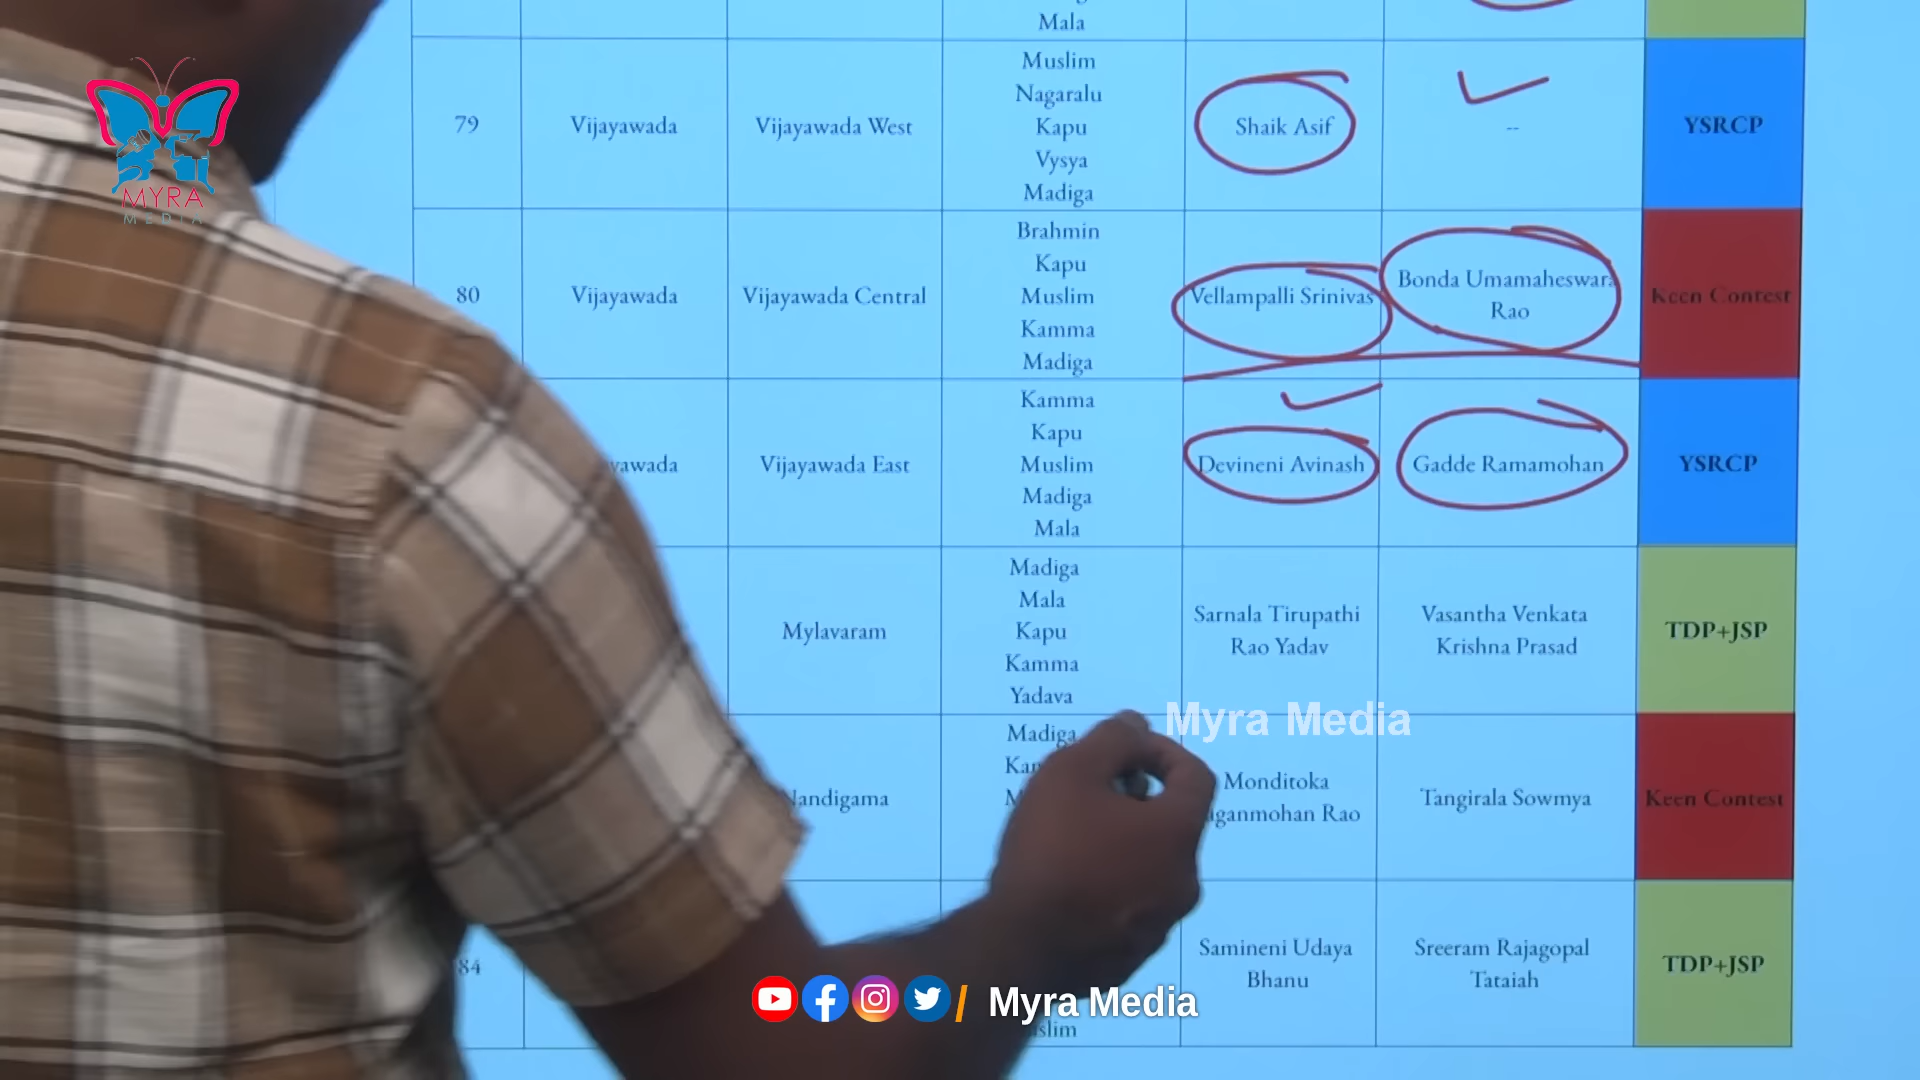 Mala
79
Vijayawada
Vijayawada West
Muslim
Nagaralu
Kapu
Vysya
Madiga
Shaik Asif
--
YSRCP
80
Vijayawada
Vijayawada Central
Brahmin
Kapu
Muslim
Kamma
Madiga
Vellampalli Srinivas
Bonda Umamaheswara
Rao
Keen Contest
Vijayawada East
Kamma
Kapu
Muslim
Madiga
Mala
Devineni Avinash
Gadde Ramamohan
YSRCP
Mylavaram
Madiga
Mala
Kapu
Kamma
Yadava
Sarnala Tirupathi
Rao Yadav
Vasantha Venkata
Krishna Prasad
TDP+JSP
Nandigama
Madiga
Monditoka
Rao
Tangirala Sowmya
Keen Contest
84
Samineni Udaya
Bhanu
Sreeram Rajagopal
Tataiah
TDP+JSP
MYRA
MEDIA
Myra Media
/ Myra Media